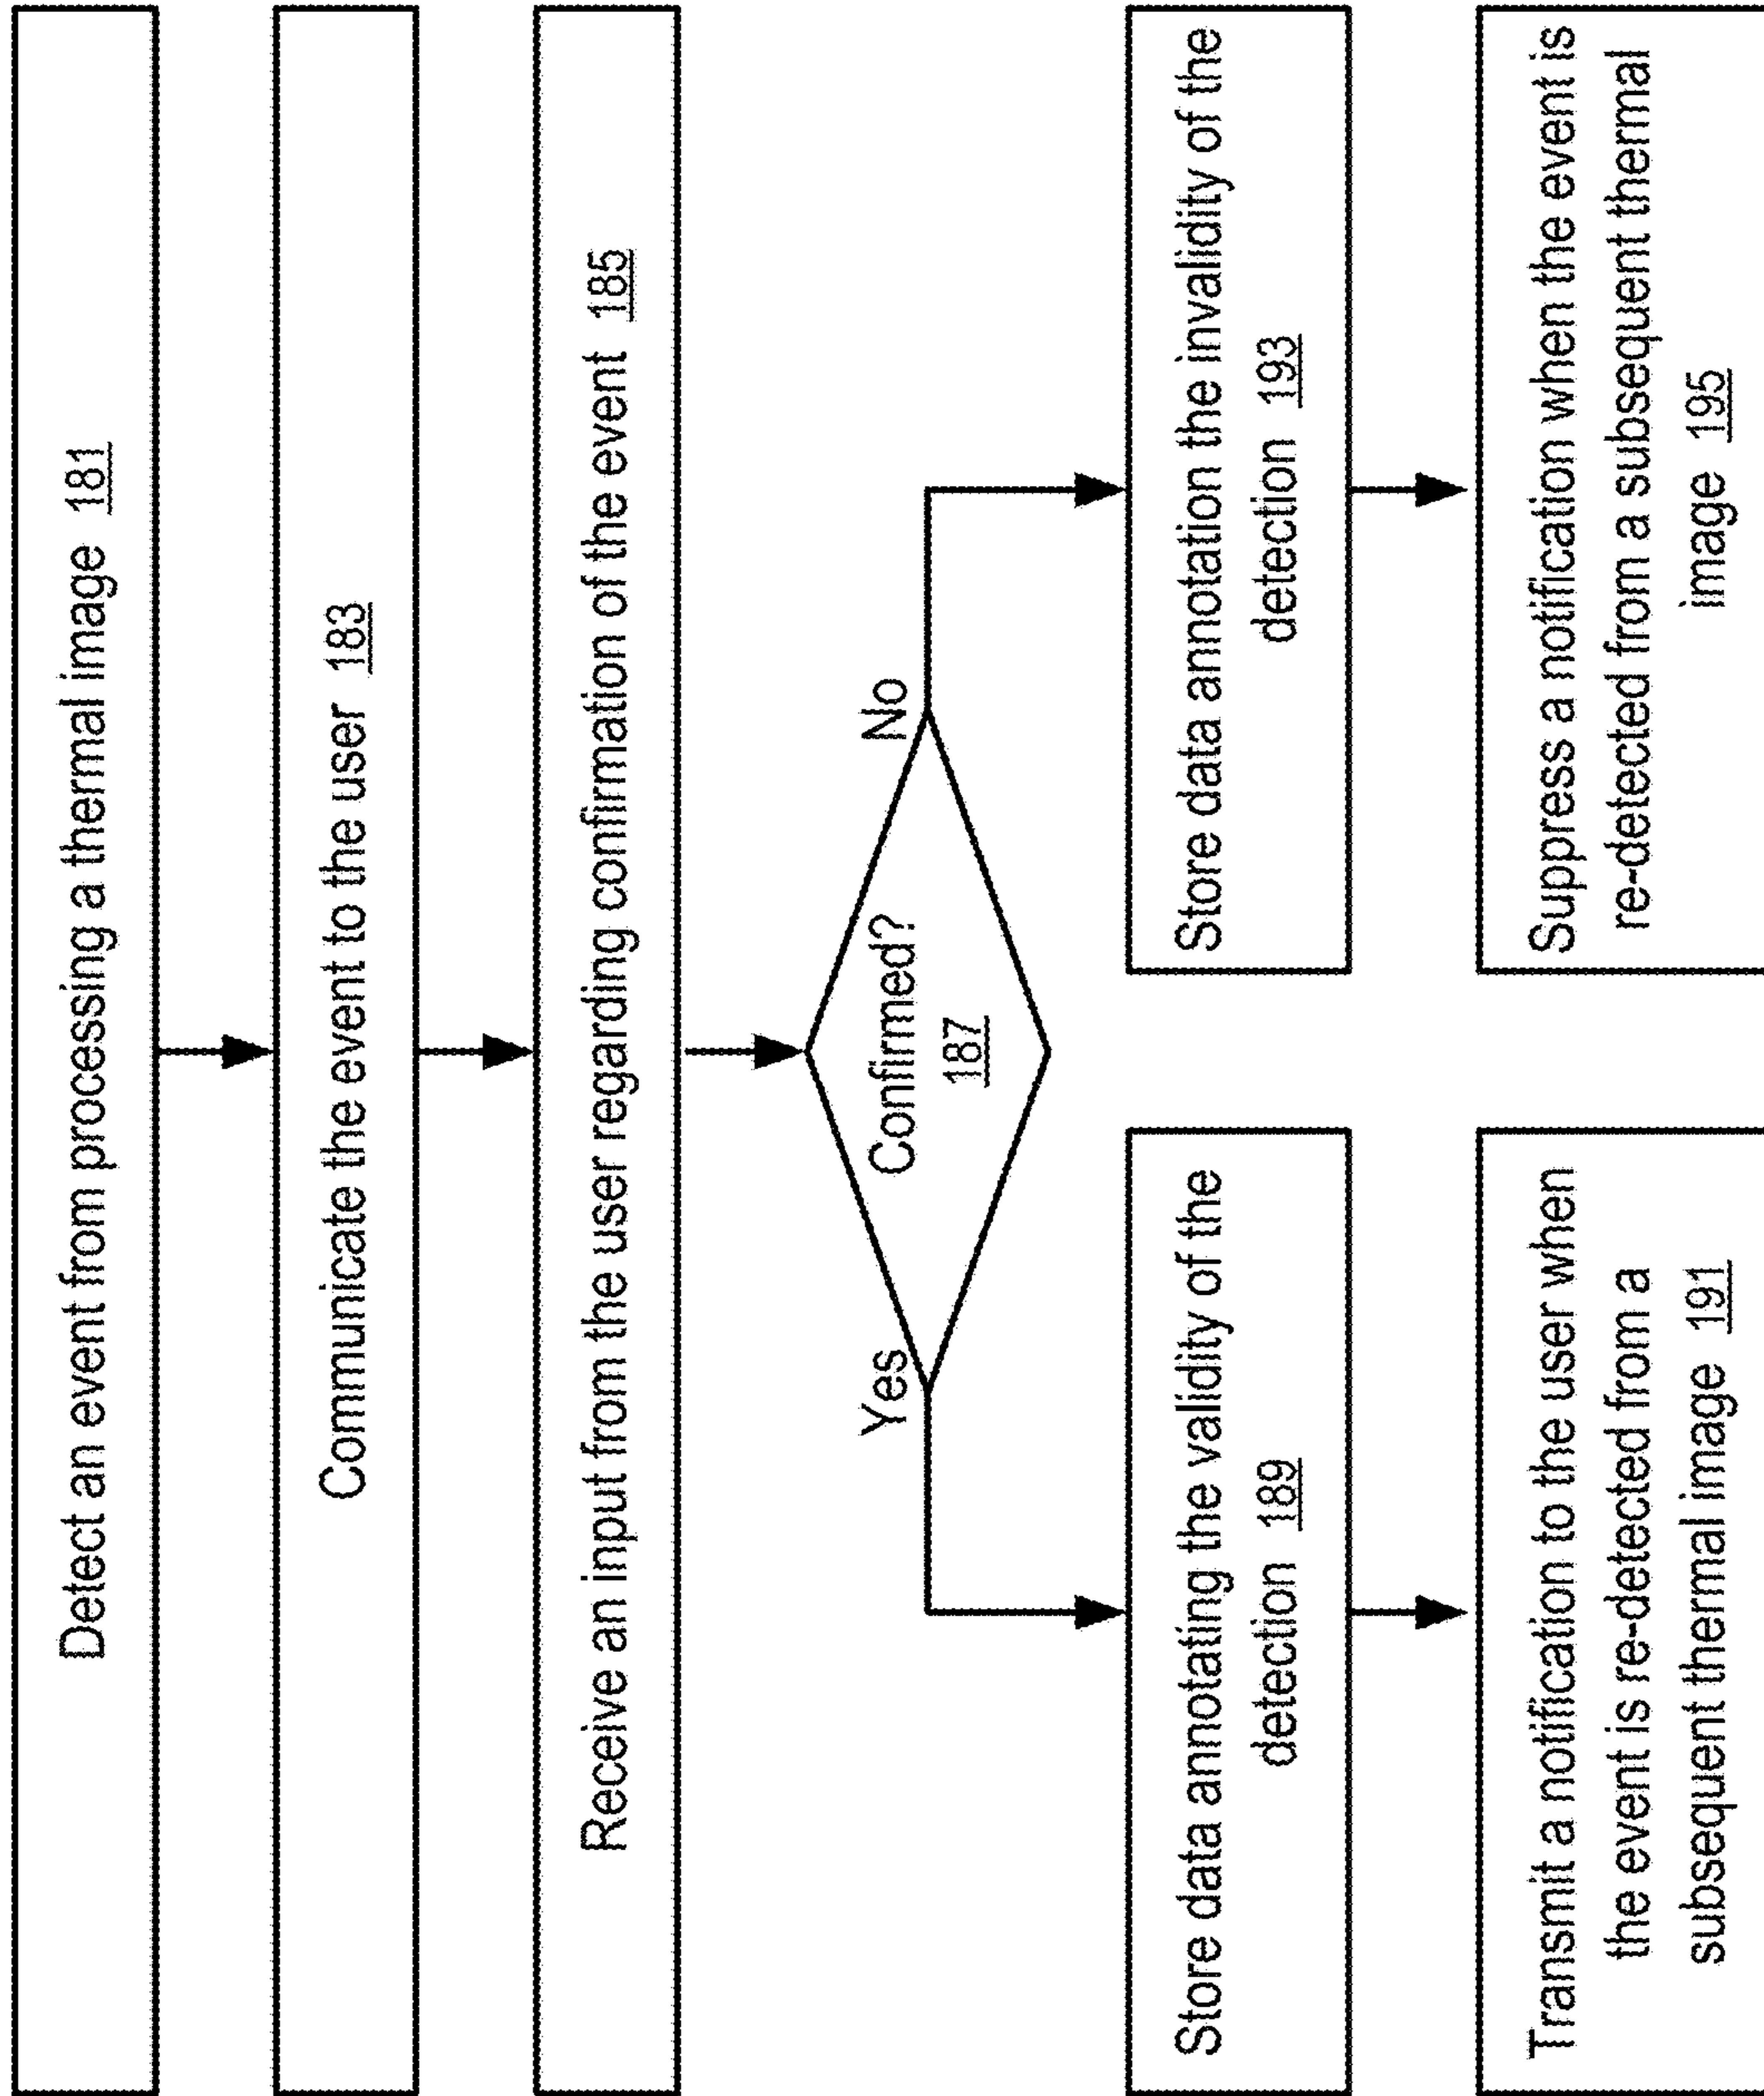 Detect an event from processing a thermal image 181
Communicate the event to the user 183
Receive an input from the user regarding confirmation of the event 185
Confirmed?
187
Yes
No
Store data annotating the validity of the
detection 189
Transmit a notification to the user when
the event is re-detected from a
subsequent thermal image 191
Store data annotation the invalidity of the
detection 193
Suppress a notification when the event is
re-detected from a subsequent thermal
image 195